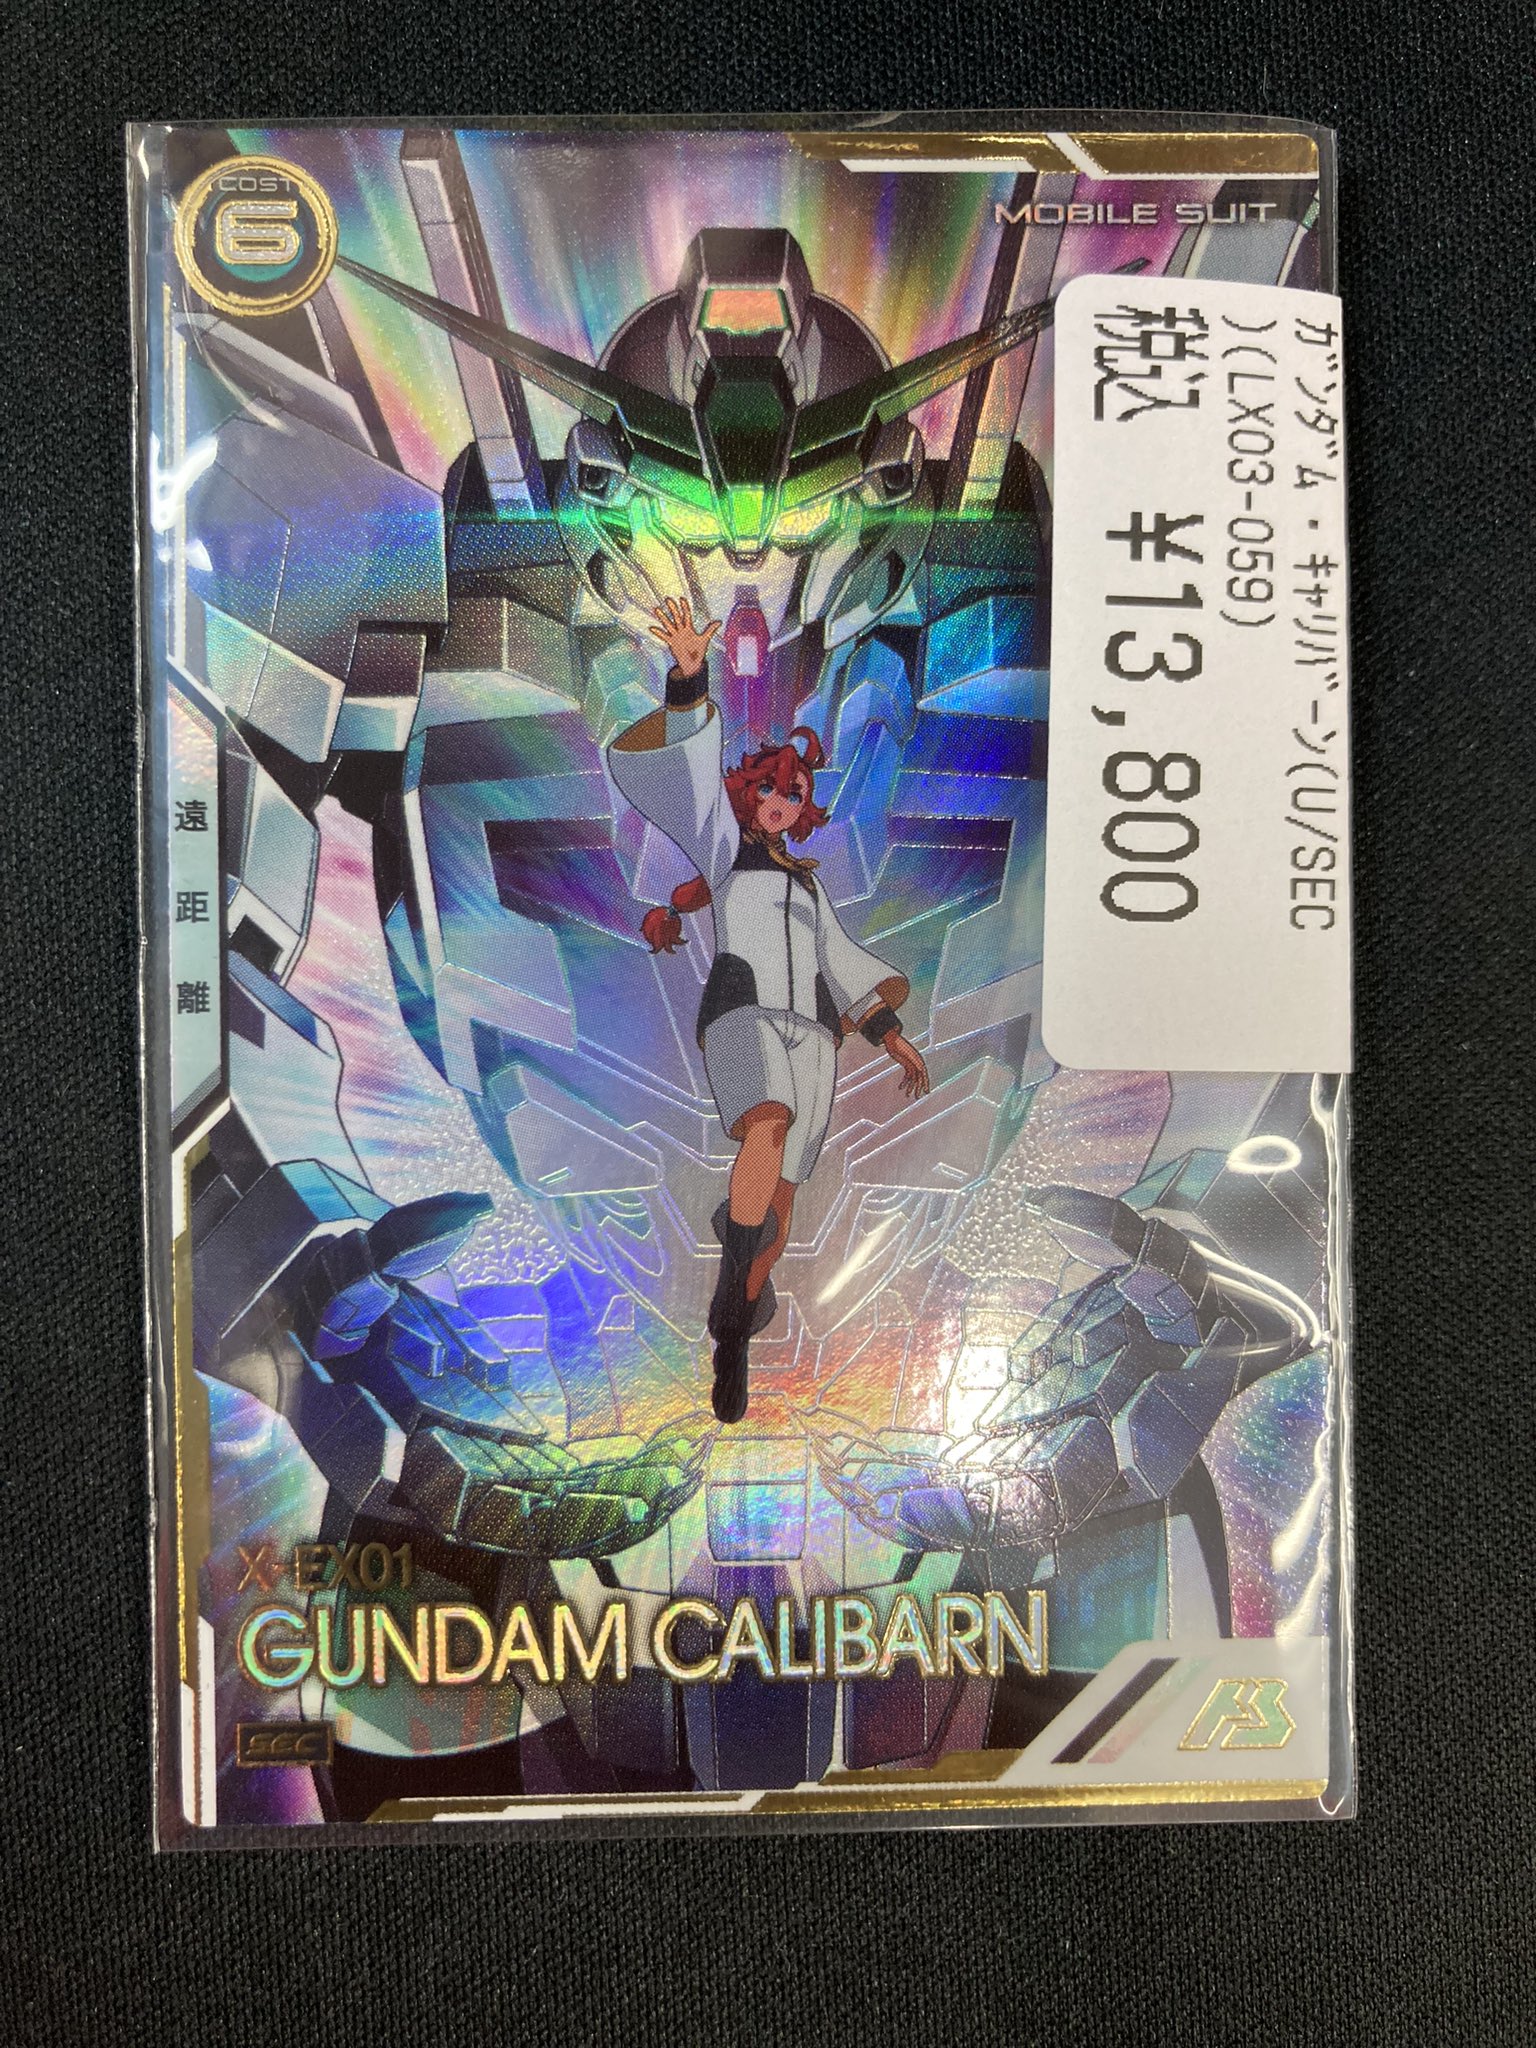 COST
6
MOBILE SUIT
ガンダム・キャリバーン(U/SEC
)(LX03-059)
税込 ¥13,800
遠距離
X-EX01
GUNDAM CALIBARN
SEC
AS